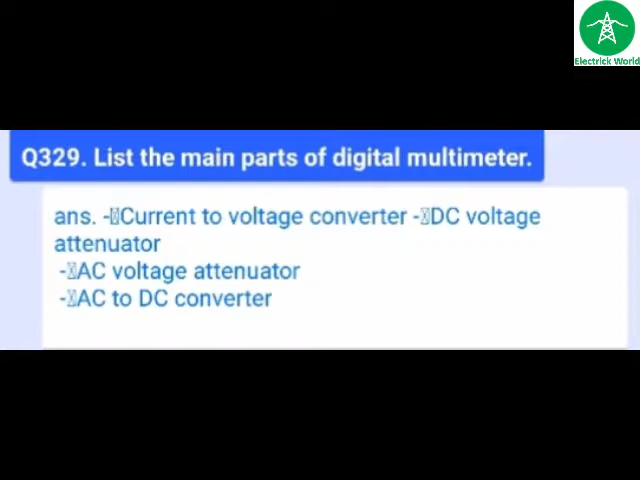 Electrick World
Q329. List the main parts of digital multimeter.
ans. -Current to voltage converter -DC voltage
attenuator
-AC voltage attenuator
-AC to DC converter